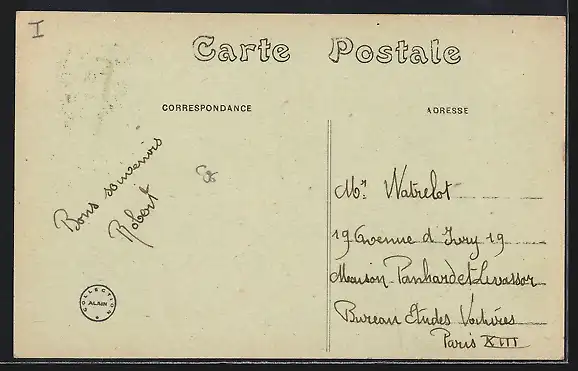 I
Carte Postale
CORRESPONDANCE
ADRESSE
Bons souvenirs
Robert
Mon: Watrelot
19 Avenue d Ivry 19
Maison Panhard et Levassor
Bureau Etudes Voitures
Paris XIII
COLLECTION
ALAIN